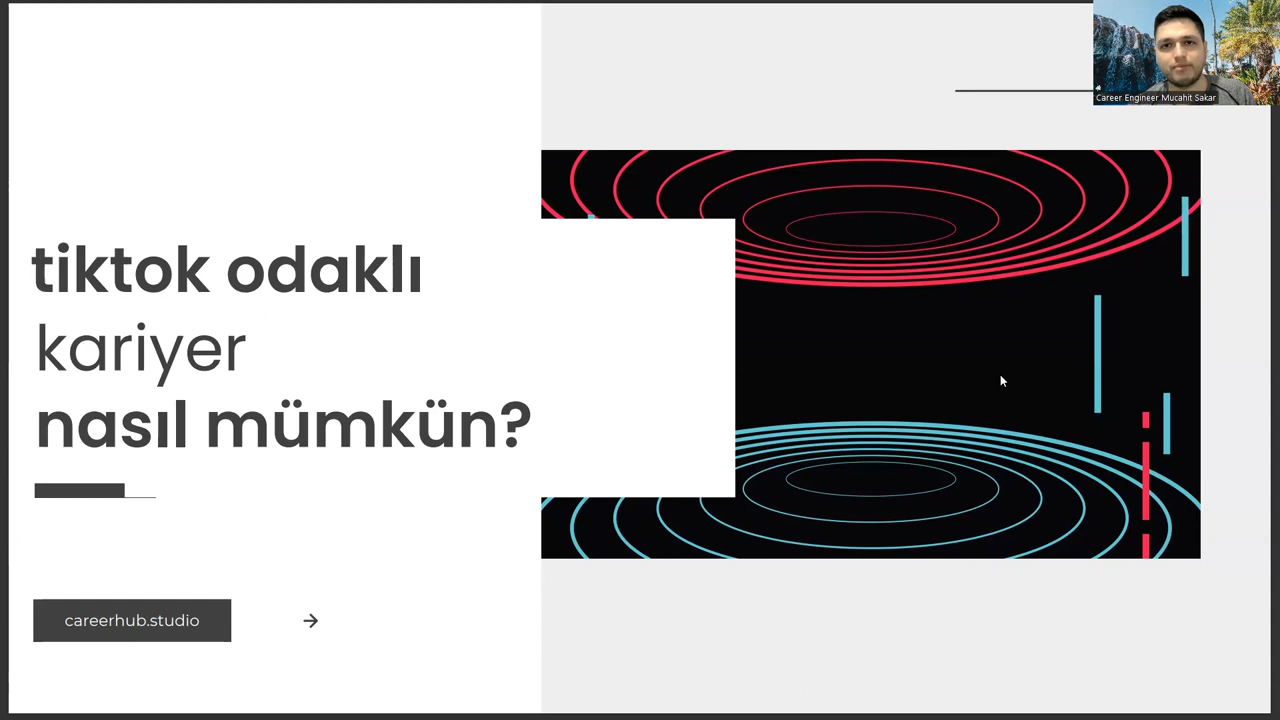 Career Engineer Mucahit Sakar
tiktok odaklı
kariyer
nasıl mümkün?
careerhub.studio